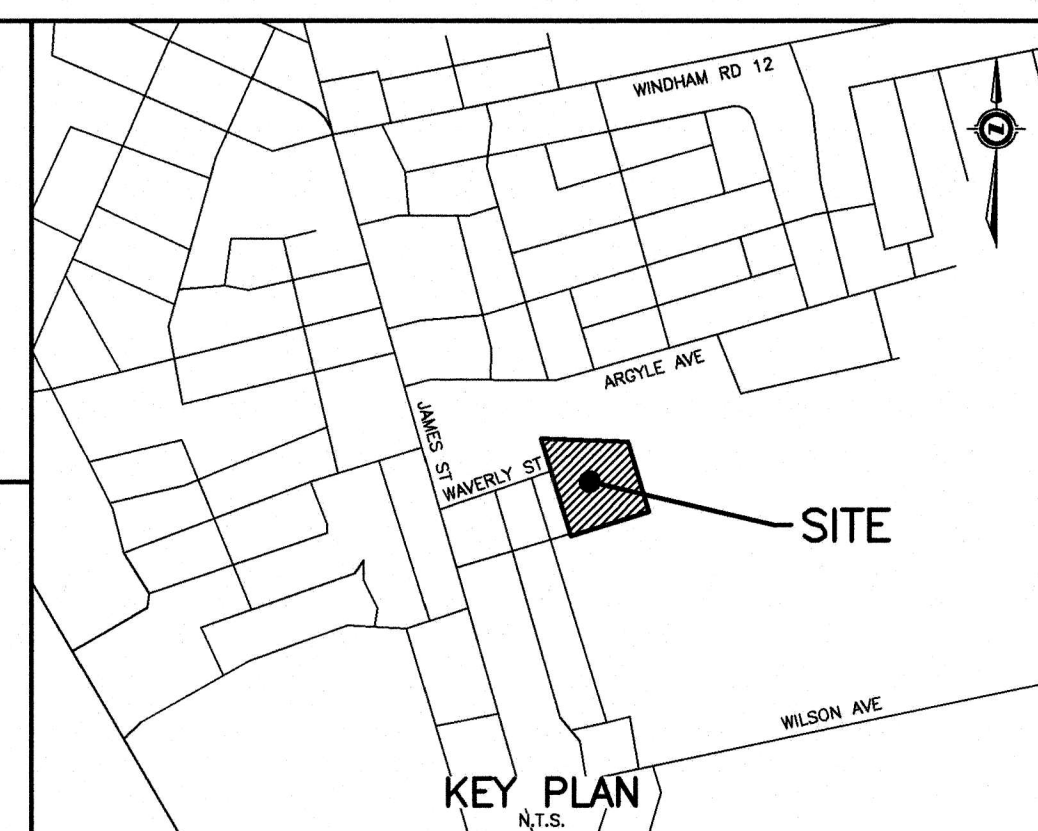 WINDHAM RD 12
N
ARGYLE AVE
JAMES ST
WAVERLY ST
SITE
WILSON AVE
KEY PLAN
N.T.S.